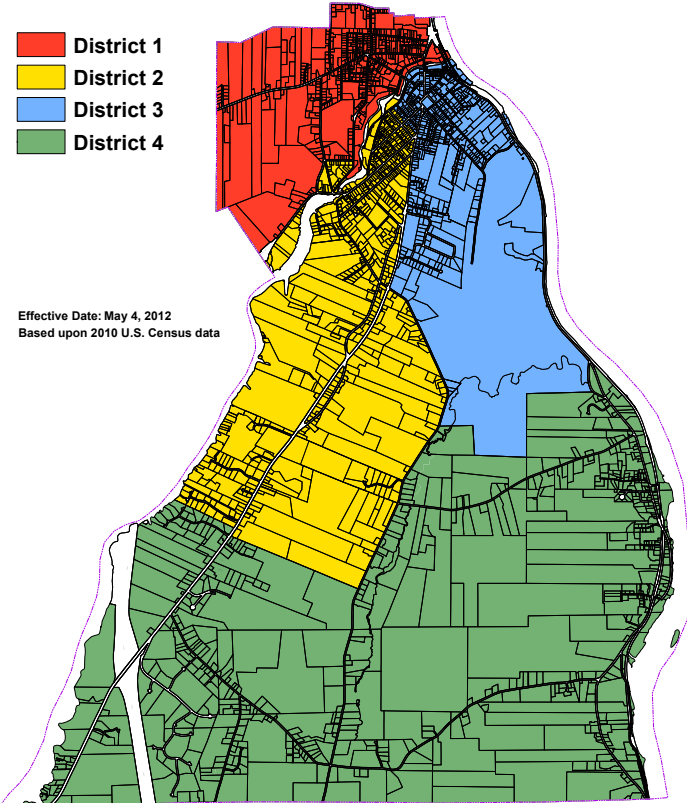 District 1
District 2
District 3
District 4
Effective Date: May 4, 2012
Based upon 2010 U.S. Census data